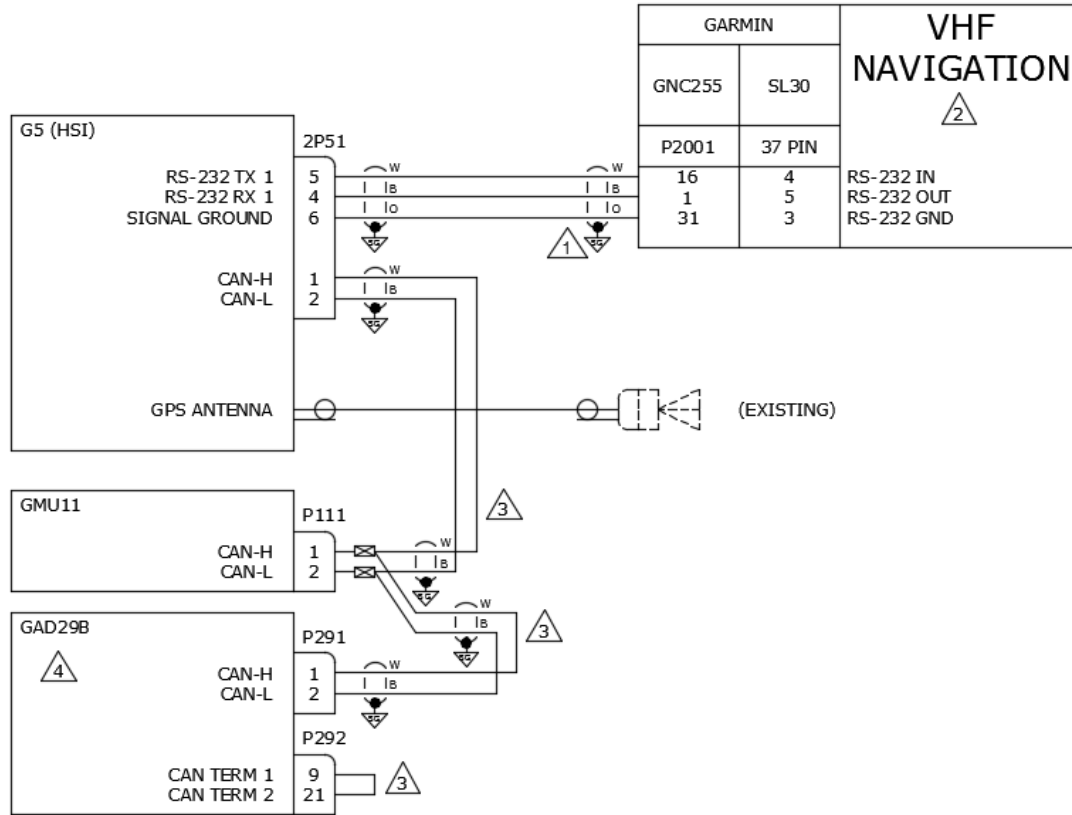 GARMIN
GNC255 SL30
P2001 37 PIN
VHF
NAVIGATION
2
16 4 RS-232 IN
1 5 RS-232 OUT
31 3 RS-232 GND
G5 (HSI)
2P51
RS-232 TX 1 5 W W
RS-232 RX 1 4 B B
SIGNAL GROUND 6 O O
SG 1 SG
CAN-H 1 W
CAN-L 2 B
SG
GPS ANTENNA (EXISTING)
GMU11
P111
3
CAN-H 1 W
CAN-L 2 B
SG
GAD29B
4
P291
W
B
3
SG
CAN-H 1 W
CAN-L 2 B
SG
P292
CAN TERM 1 9
CAN TERM 2 21
3